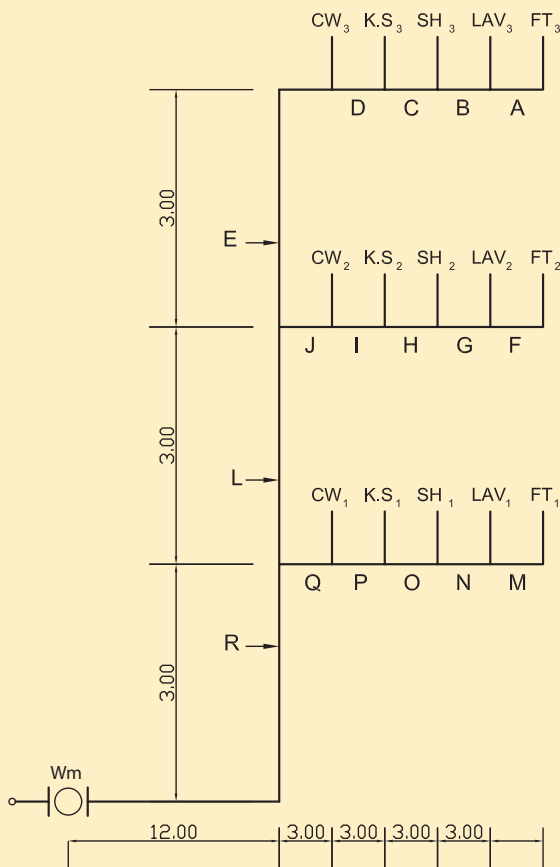 CW₃ K.S₃ SH₃ LAV₃ FT₃
D C B A
3.00
E
CW₂ K.S₂ SH₂ LAV₂ FT₂
J I H G F
3.00
L
CW₁ K.S₁ SH₁ LAV₁ FT₁
Q P O N M
R
3.00
Wm
12.00 3.00 3.00 3.00 3.00